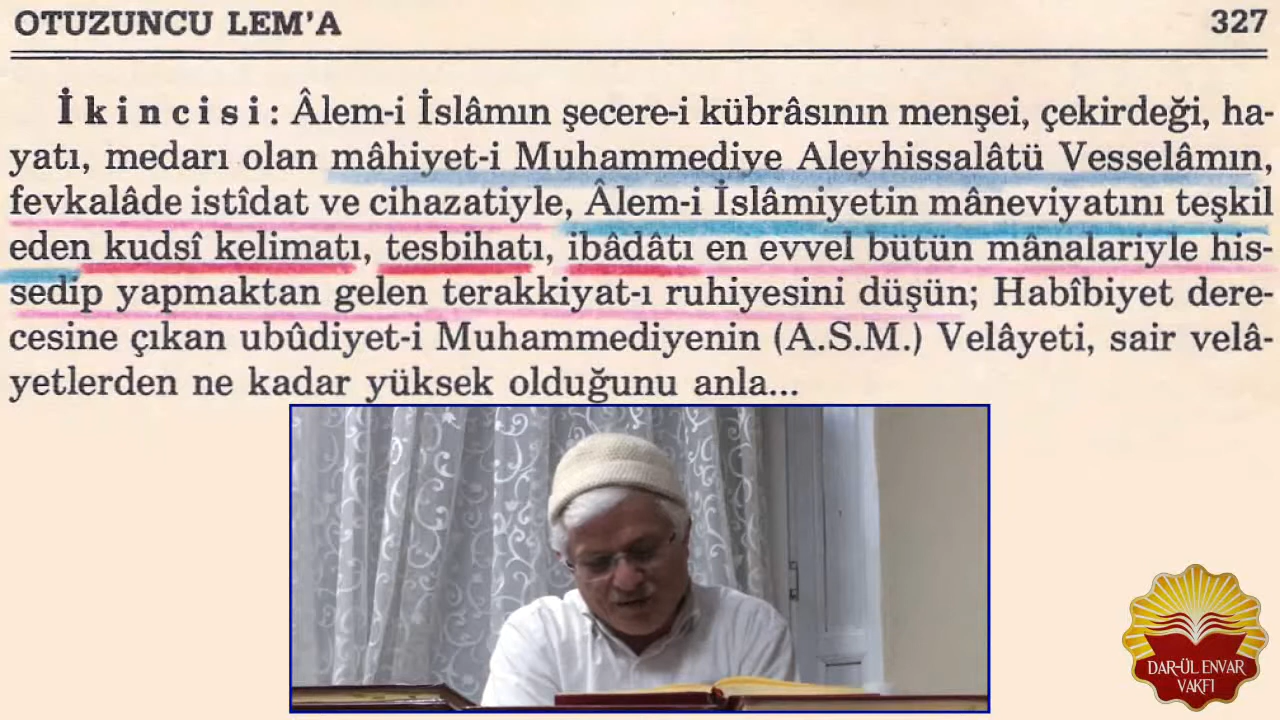 OTUZUNCU LEM'A 327
İkincisi: Âlem-i İslâmın şecere-i kübrâsının menşei, çekirdeği, ha-
yatı, medarı olan mâhiyet-i Muhammediye Aleyhissalâtü Vesselâmın,
fevkalâde istîdat ve cihazatiyle, Âlem-i İslâmiyetin mâneviyatını teşkil
eden kudsî kelimatı, tesbihatı, ibâdâtı en evvel bütün mânalariyle his-
sedip yapmaktan gelen terakkiyat-ı ruhiyesini düşün; Habîbiyet dere-
cesine çıkan ubûdiyet-i Muhammediyenin (A.S.M.) Velâyeti, sair velâ-
yetlerden ne kadar yüksek olduğunu anla...
DAR-ÜL ENVAR
VAKFI